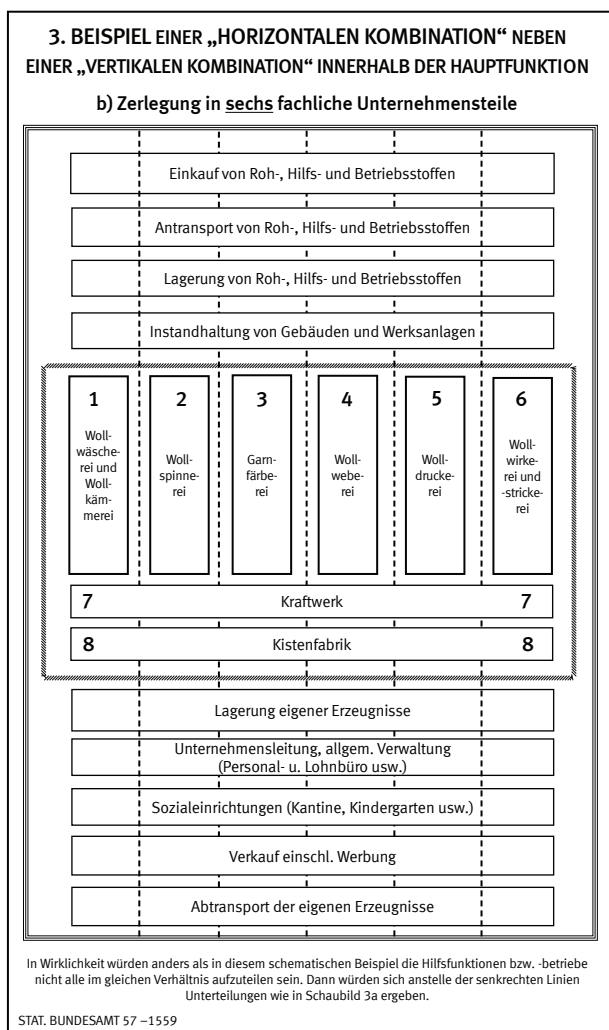 3. BEISPIEL EINER „HORIZONTALEN KOMBINATION“ NEBEN
EINER „VERTIKALEN KOMBINATION“ INNERHALB DER HAUPTFUNKTION
b) Zerlegung in sechs fachliche Unternehmensteile
Einkauf von Roh-, Hilfs- und Betriebsstoffen
Antransport von Roh-, Hilfs- und Betriebsstoffen
Lagerung von Roh-, Hilfs- und Betriebsstoffen
Instandhaltung von Gebäuden und Werksanlagen
1
Woll-
wäsche-
rei und
Woll-
käm-
merei
2
Woll-
spinne-
rei
3
Garn-
färbe-
rei
4
Woll-
webe-
rei
5
Woll-
drucke-
rei
6
Woll-
wirke-
rei und
-stricke-
rei
7 Kraftwerk 7
8 Kistenfabrik 8
Lagerung eigener Erzeugnisse
Unternehmensleitung, allgem. Verwaltung
(Personal- u. Lohnbüro usw.)
Sozialeinrichtungen (Kantine, Kindergarten usw.)
Verkauf einschl. Werbung
Abtransport der eigenen Erzeugnisse
In Wirklichkeit würden anders als in diesem schematischen Beispiel die Hilfsfunktionen bzw. -betriebe
nicht alle im gleichen Verhältnis aufzuteilen sein. Dann würden sich anstelle der senkrechten Linien
Unterteilungen wie in Schaubild 3a ergeben.
STAT. BUNDESAMT 57 –1559